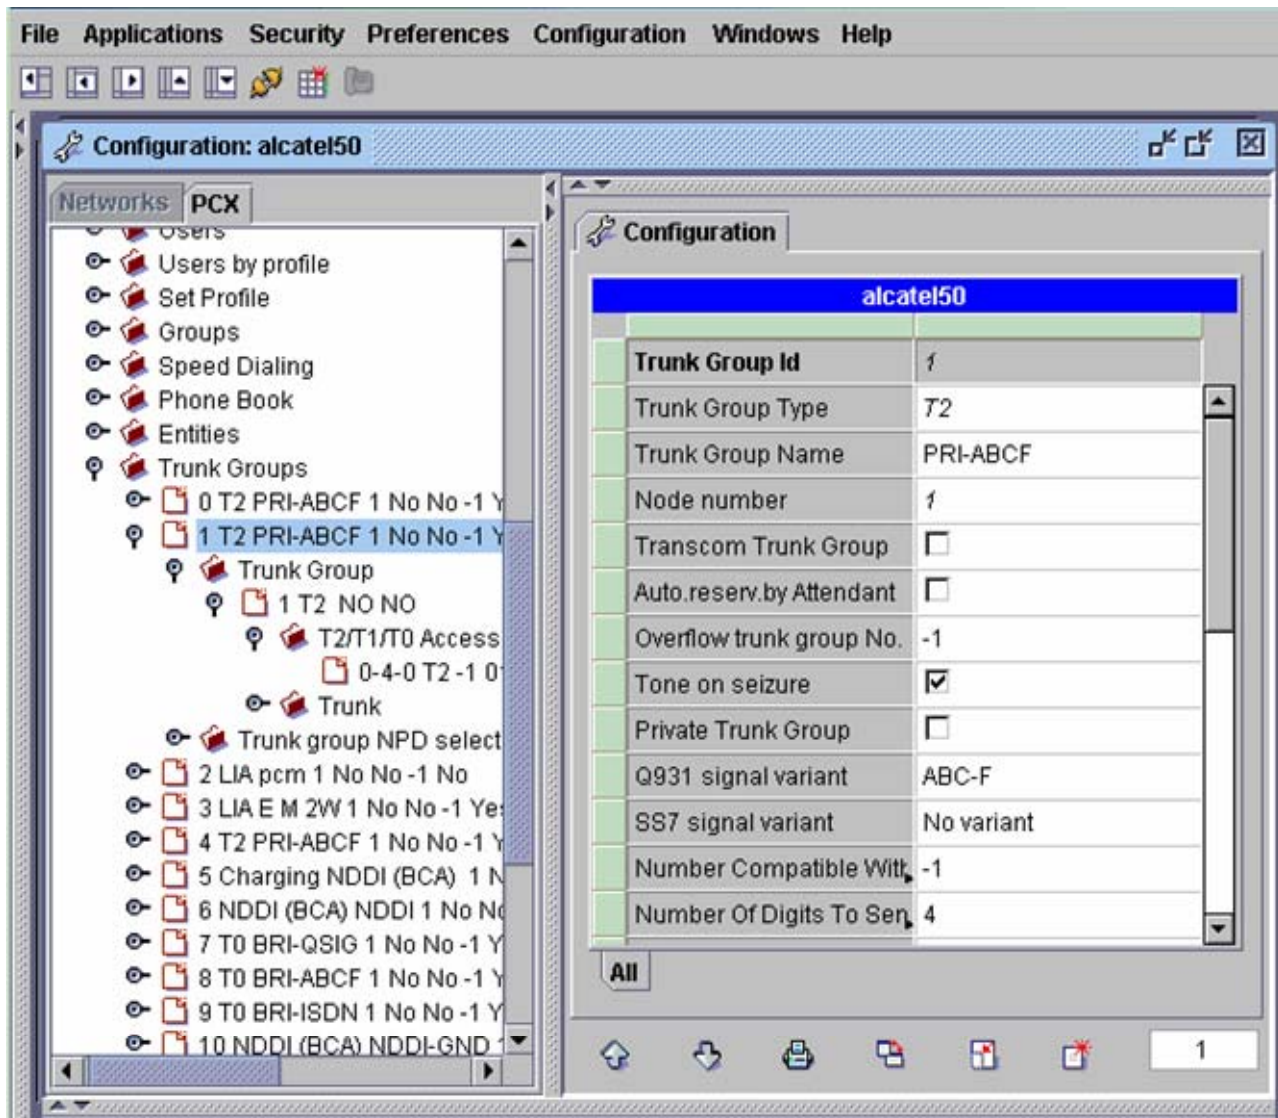 File Applications Security Preferences Configuration Windows Help
Configuration: alcatel50
Networks PCX
Users
Users by profile
Set Profile
Groups
Speed Dialing
Phone Book
Entities
Trunk Groups
0 T2 PRI-ABCF 1 No No -1 Y
1 T2 PRI-ABCF 1 No No -1 Y
Trunk Group
1 T2 NO NO
T2/T1/T0 Access
0-4-0 T2 -1 0
Trunk
Trunk group NPD select
2 LIA pcm 1 No No -1 No
3 LIA E M 2W 1 No No -1 Yes
4 T2 PRI-ABCF 1 No No -1 Y
5 Charging NDDI (BCA) 1 N
6 NDDI (BCA) NDDI 1 No No
7 T0 BRI-QSIG 1 No No -1 Y
8 T0 BRI-ABCF 1 No No -1 Y
9 T0 BRI-ISDN 1 No No -1 Y
10 NDDI (BCA) NDDI-GND
Configuration
alcatel50
Trunk Group Id 1
Trunk Group Type T2
Trunk Group Name PRI-ABCF
Node number 1
Transcom Trunk Group
Auto.reserv.by Attendant
Overflow trunk group No. -1
Tone on seizure
Private Trunk Group
Q931 signal variant ABC-F
SS7 signal variant No variant
Number Compatible With -1
Number Of Digits To Sen 4
All
1